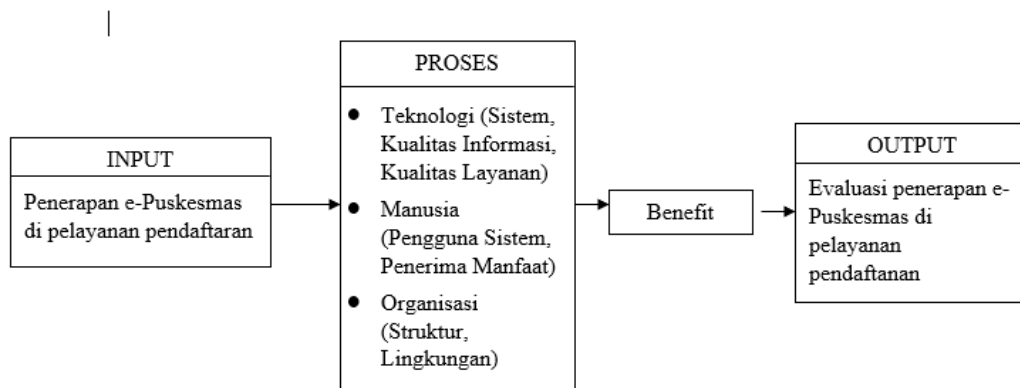 INPUT
Penerapan e-Puskesmas
di pelayanan pendaftaran
PROSES
Teknologi (Sistem,
Kualitas Informasi,
Kualitas Layanan)
Manusia
(Pengguna Sistem,
Penerima Manfaat)
Organisasi
(Struktur,
Lingkungan)
Benefit
OUTPUT
Evaluasi penerapan e-
Puskesmas di
pelayanan
pendaftanan